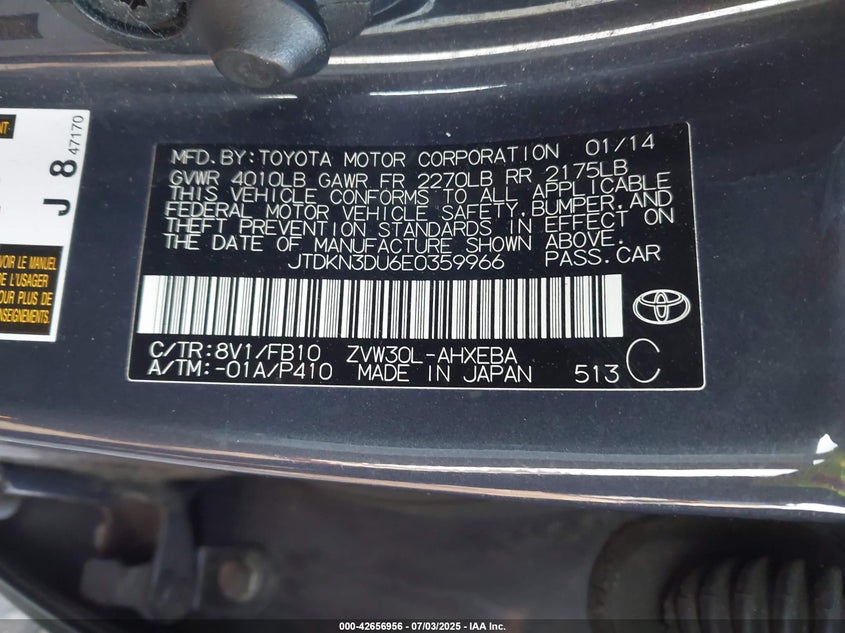 MFD. BY: TOYOTA MOTOR CORPORATION 01/14
GVWR 4010LB GAWR FR 2270LB RR 2175LB
THIS VEHICLE CONFORMS TO ALL APPLICABLE
FEDERAL MOTOR VEHICLE SAFETY, BUMPER, AND
THEFT PREVENTION STANDARDS IN EFFECT ON
THE DATE OF MANUFACTURE SHOWN ABOVE.
JTDKN3DU6E0359966 PASS.CAR
C/TR:8V1/FB10 ZVW30L-AHXEBA
A/TM:-01A/P410 MADE IN JAPAN 513 C
J 8 47170
VOIR LE MANUEL
DE L'USAGER
POUR PLUS DE
RENSEIGNEMENTS.
000-42656956 - 07/03/2025 - IAA Inc.